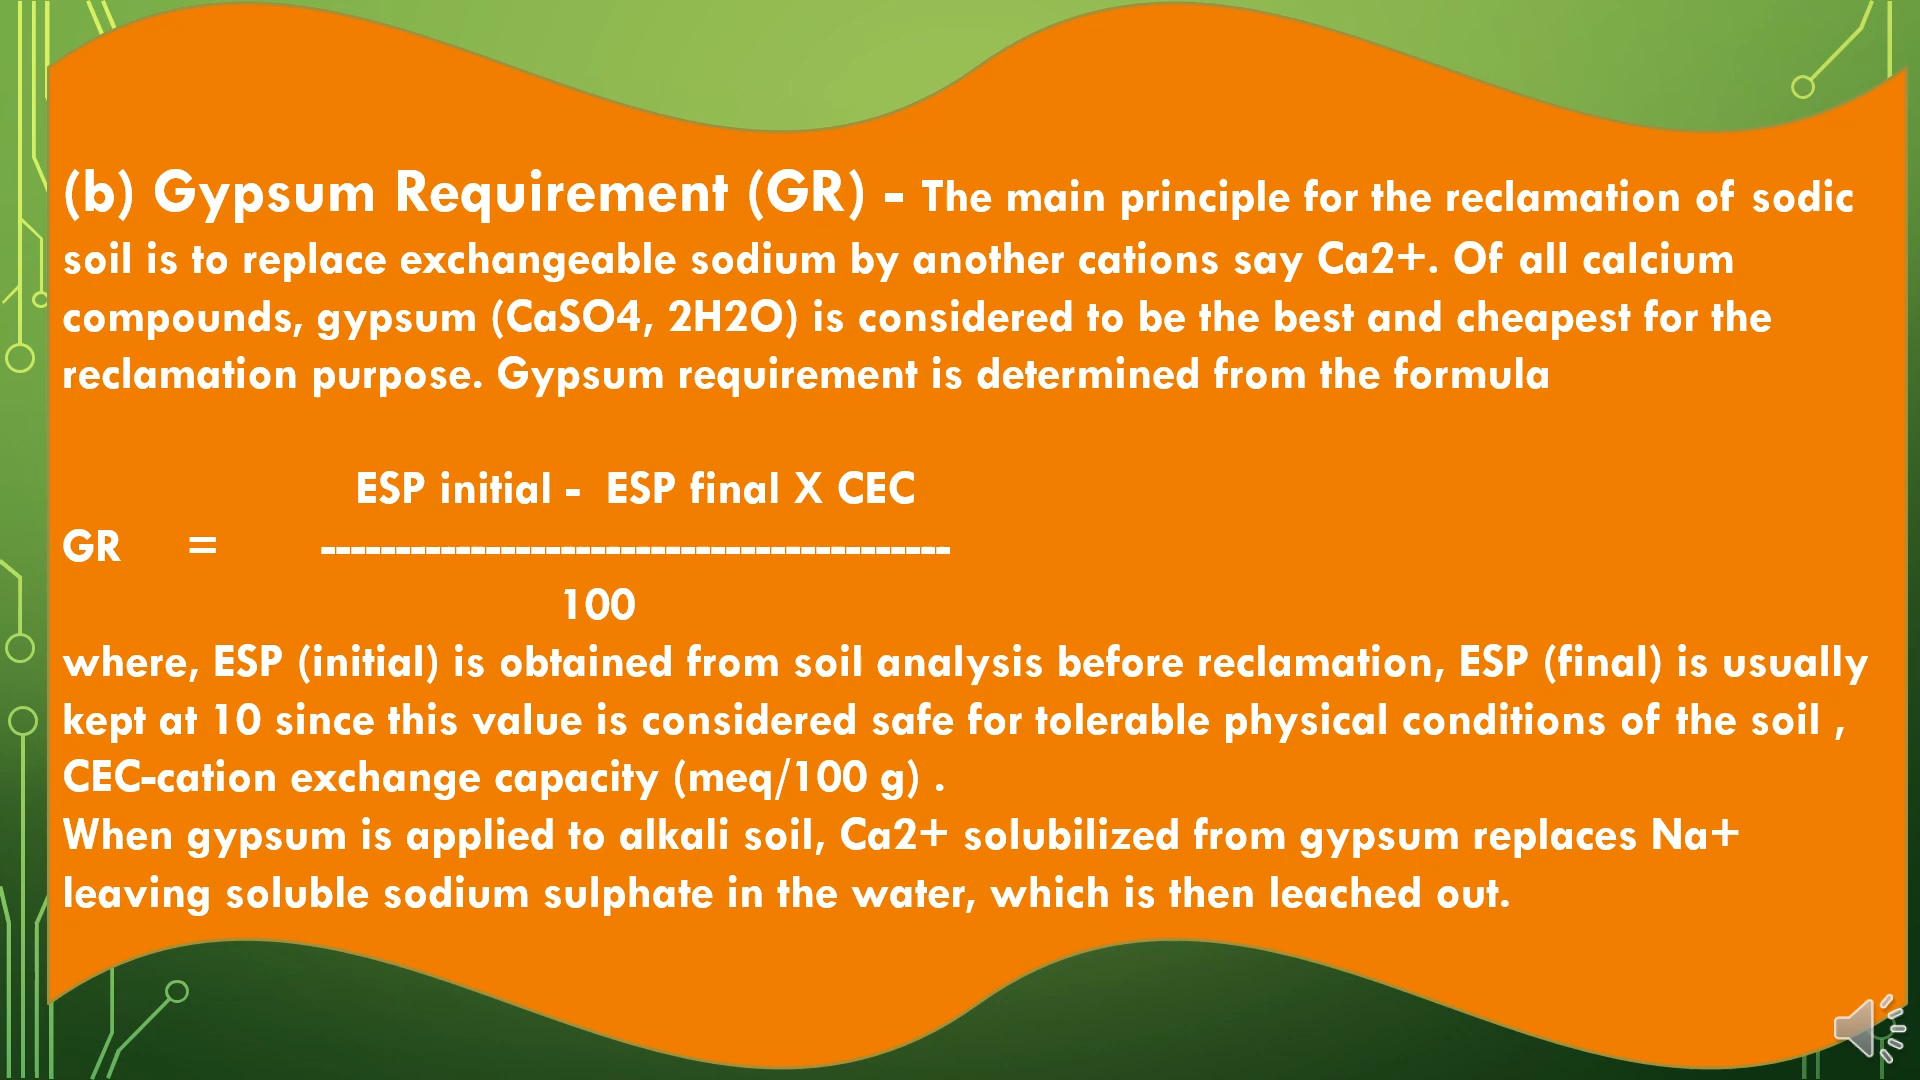 (b) Gypsum Requirement (GR) - The main principle for the reclamation of sodic
soil is to replace exchangeable sodium by another cations say Ca2+. Of all calcium
compounds, gypsum (CaSO4, 2H2O) is considered to be the best and cheapest for the
reclamation purpose. Gypsum requirement is determined from the formula
ESP initial - ESP final X CEC
GR = ------------------------------------------
100
where, ESP (initial) is obtained from soil analysis before reclamation, ESP (final) is usually
kept at 10 since this value is considered safe for tolerable physical conditions of the soil ,
CEC-cation exchange capacity (meq/100 g) .
When gypsum is applied to alkali soil, Ca2+ solubilized from gypsum replaces Na+
leaving soluble sodium sulphate in the water, which is then leached out.